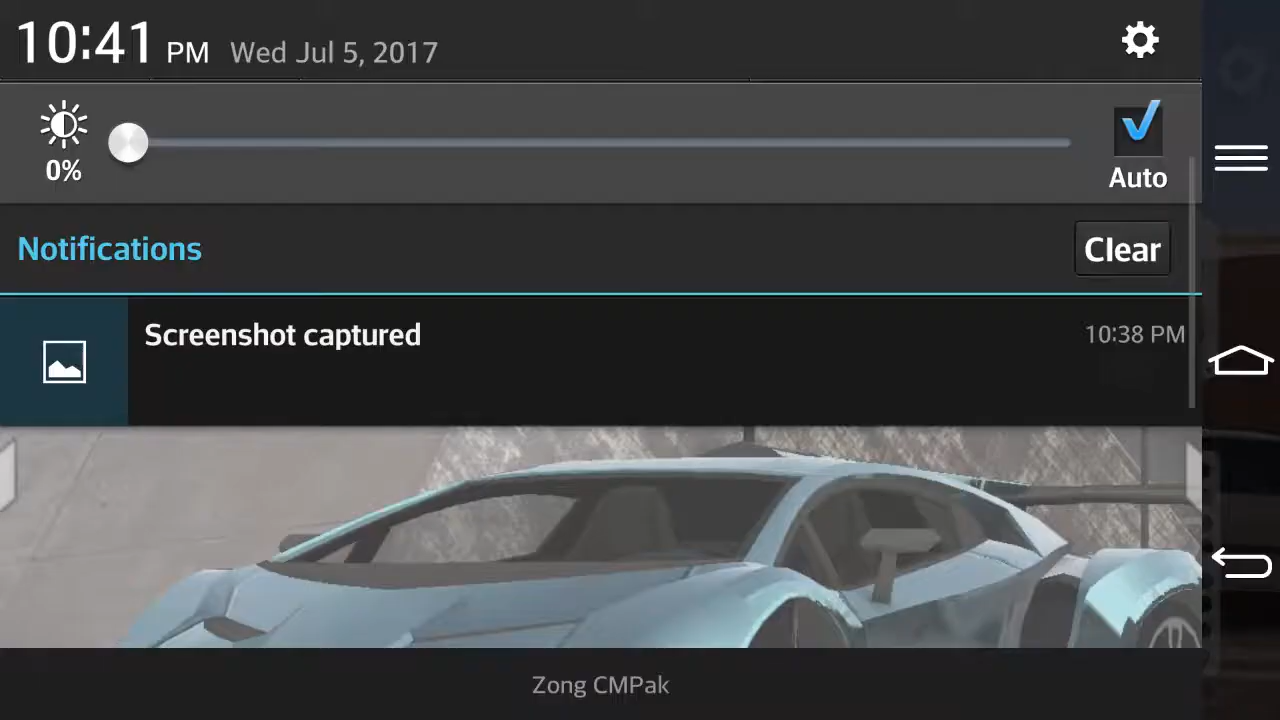 10:41 PM Wed Jul 5, 2017
0%
Auto
Notifications
Clear
Screenshot captured
10:38 PM
Zong CMPak